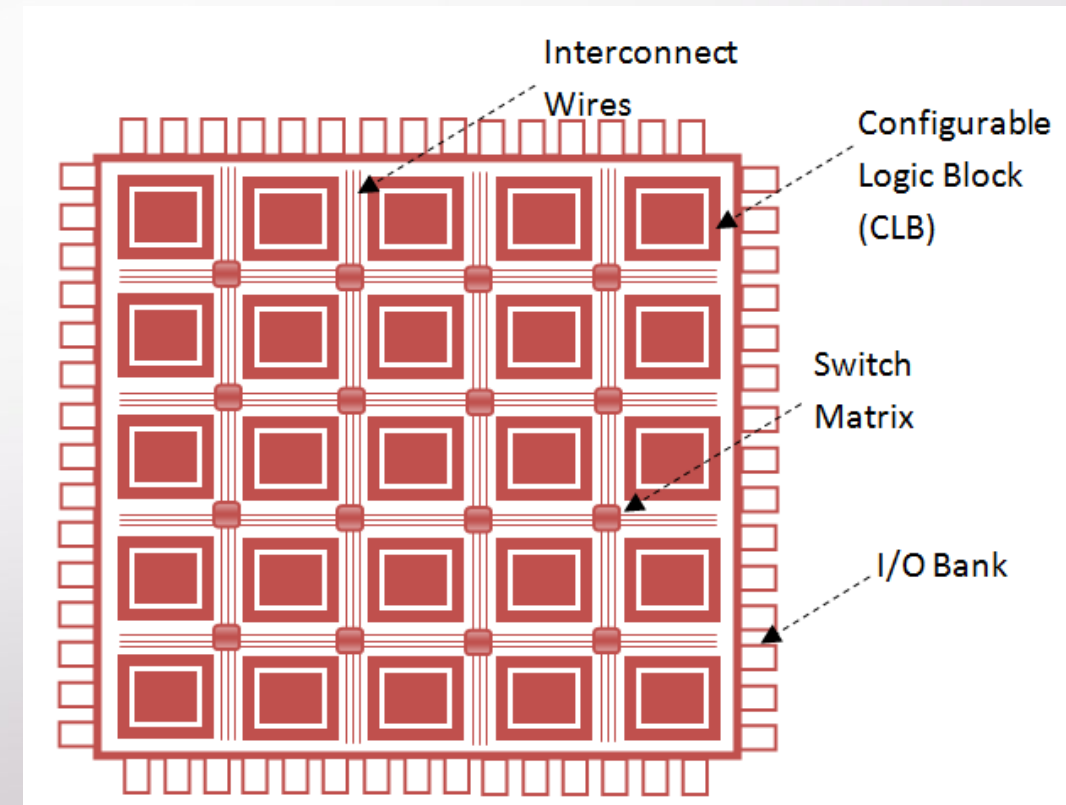 Interconnect
Wires
Configurable
Logic Block
(CLB)
Switch
Matrix
I/O Bank